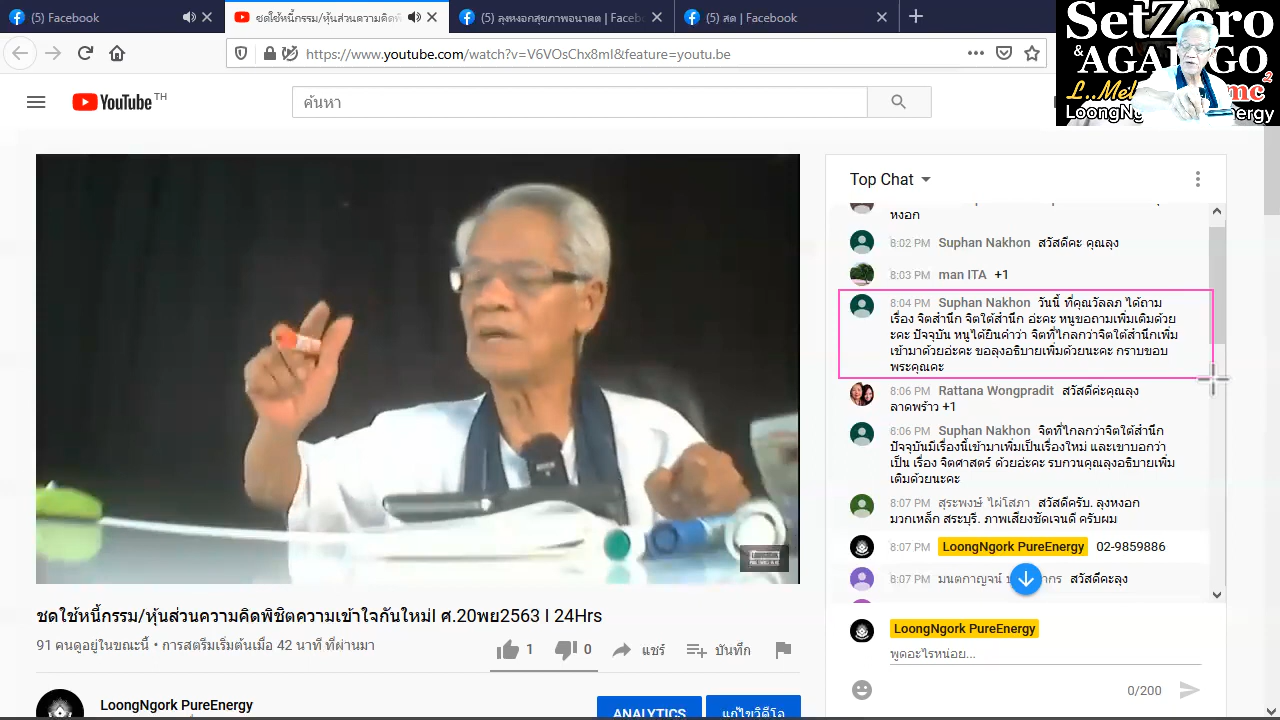 (5) Facebook
ชดใช้หนี้กรรม/หุ้นส่วนความคิดพิ
(5) ลุงหงอกสุขภาพอนาคต | Faceb
(5) สด | Facebook
https://www.youtube.com/watch?v=V6VOsChx8mI&feature=youtu.be
SetZero
& AGAL GO
L..Mel
mc2
LoongNg
ergy
YouTube TH
ค้นหา
Top Chat
หงอก
8:02 PM Suphan Nakhon สวัสดีคะ คุณลุง
8:03 PM man ITA +1
8:04 PM Suphan Nakhon วันนี้ ที่คุณวัลลภ ได้ถาม
เรื่อง จิตสำนึก จิตใต้สำนึก อ่ะคะ หนูขอถามเพิ่มเติมด้วย
ะคะ ปัจจุบัน หนูได้ยินคำว่า จิตที่ไกลกว่าจิตใต้สำนึกเพิ่ม
เข้ามาด้วยอ่ะคะ ขอลุงอธิบายเพิ่มด้วยนะคะ กราบขอบ
พระคุณคะ
8:06 PM Rattana Wongpradit สวัสดีค่ะคุณลุง
ลาดพร้าว +1
8:06 PM Suphan Nakhon จิตที่ไกลกว่าจิตใต้สำนึก
ปัจจุบันมีเรื่องนี้เข้ามาเพิ่มเป็นเรื่องใหม่ และเขาบอกว่า
เป็น เรื่อง จิตศาสตร์ ด้วยอ่ะคะ รบกวนคุณลุงอธิบายเพิ่ม
เติมด้วยนะคะ
8:07 PM สุระพงษ์ ไผ่โสภา สวัสดีครับ. ลุงหงอก
มวกเหล็ก สระบุรี. ภาพเสียงชัดเจนดี ครับผม
8:07 PM LoongNgork PureEnergy 02-9859886
8:07 PM มนตกาญจน์ สวัสดีคะลุง
ชดใช้หนี้กรรม/หุ้นส่วนความคิดพิชิตความเข้าใจกันใหม่l ศ.20พย2563 l 24Hrs
91 คนดูอยู่ในขณะนี้ • การสตรีมเริ่มต้นเมื่อ 42 นาที ที่ผ่านมา
1
0
แชร์
บันทึก
LoongNgork PureEnergy
พูดอะไรหน่อย...
0/200
LoongNgork PureEnergy
ANALYTICS
แก้ไขวิดีโอ